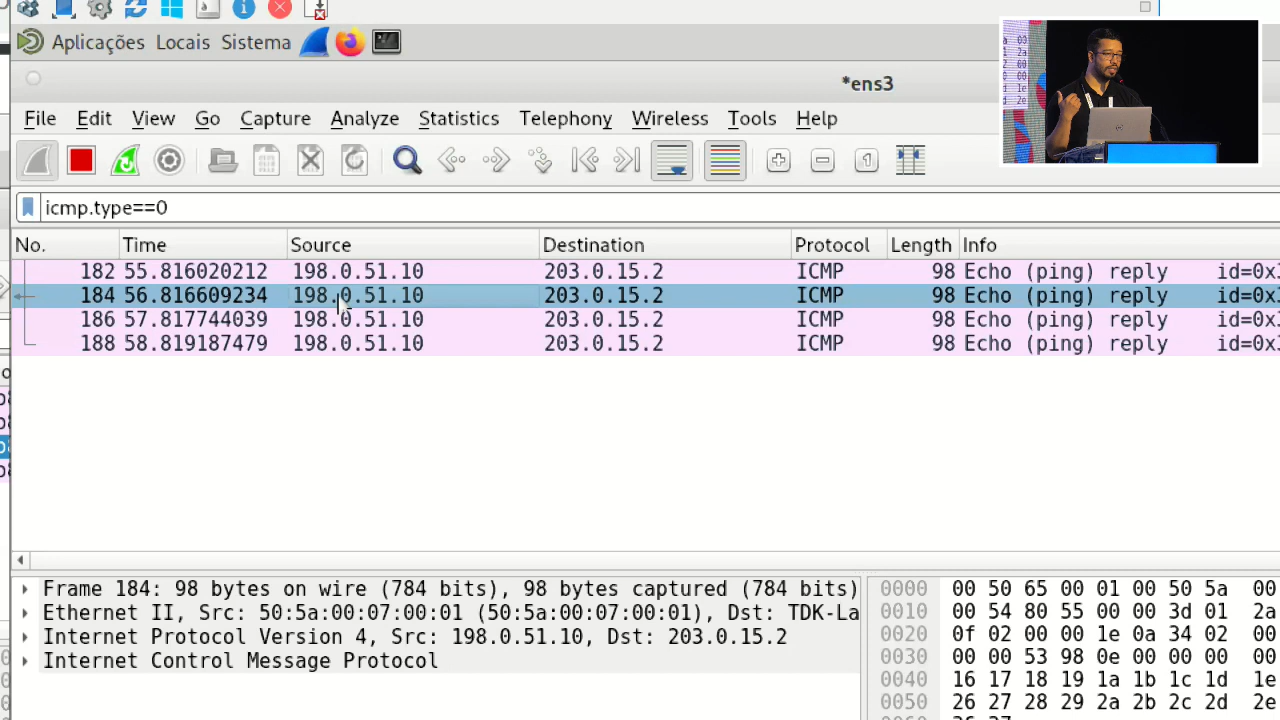 Aplicações Locais Sistema
*ens3
File Edit View Go Capture Analyze Statistics Telephony Wireless Tools Help
icmp.type==0
No. Time Source Destination Protocol Length Info
182 55.816020212 198.0.51.10 203.0.15.2 ICMP 98 Echo (ping) reply id=0x
184 56.816609234 198.0.51.10 203.0.15.2 ICMP 98 Echo (ping) reply id=0x
186 57.817744039 198.0.51.10 203.0.15.2 ICMP 98 Echo (ping) reply id=0x
188 58.819187479 198.0.51.10 203.0.15.2 ICMP 98 Echo (ping) reply id=0x
Frame 184: 98 bytes on wire (784 bits), 98 bytes captured (784 bits)
Ethernet II, Src: 50:5a:00:07:00:01 (50:5a:00:07:00:01), Dst: TDK-La
Internet Protocol Version 4, Src: 198.0.51.10, Dst: 203.0.15.2
Internet Control Message Protocol
0000 00 50 65 00 01 00 50 5a 00
0010 00 54 80 55 00 00 3d 01 2a
0020 0f 02 00 00 1e 0a 34 02 00
0030 00 00 53 98 0e 00 00 00 00
0040 16 17 18 19 1a 1b 1c 1d 1e
0050 26 27 28 29 2a 2b 2c 2d 2e